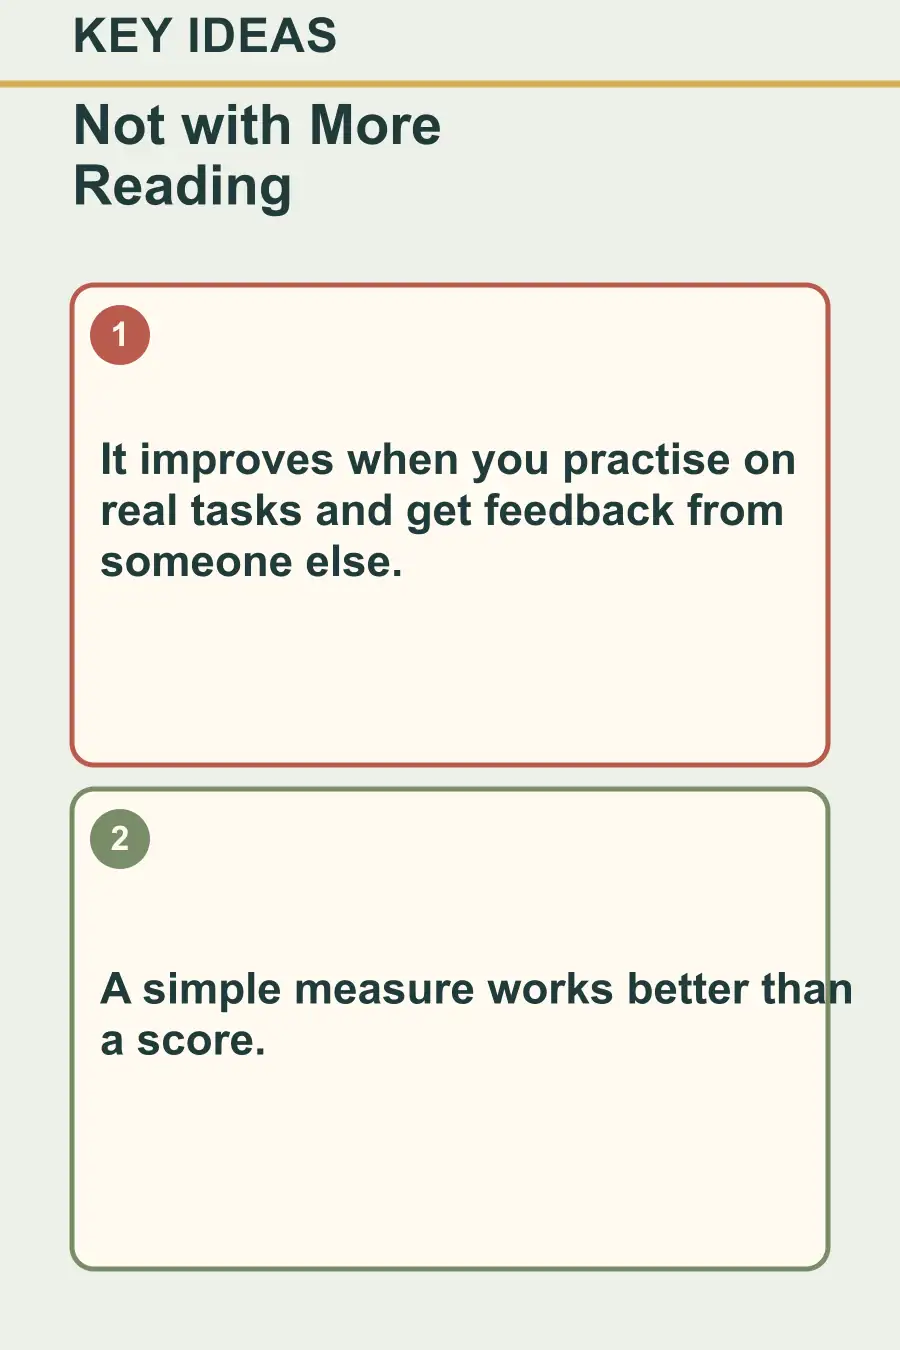 KEY IDEAS
Not with More
Reading
1
It improves when you practise on
real tasks and get feedback from
someone else.
2
A simple measure works better than
a score.